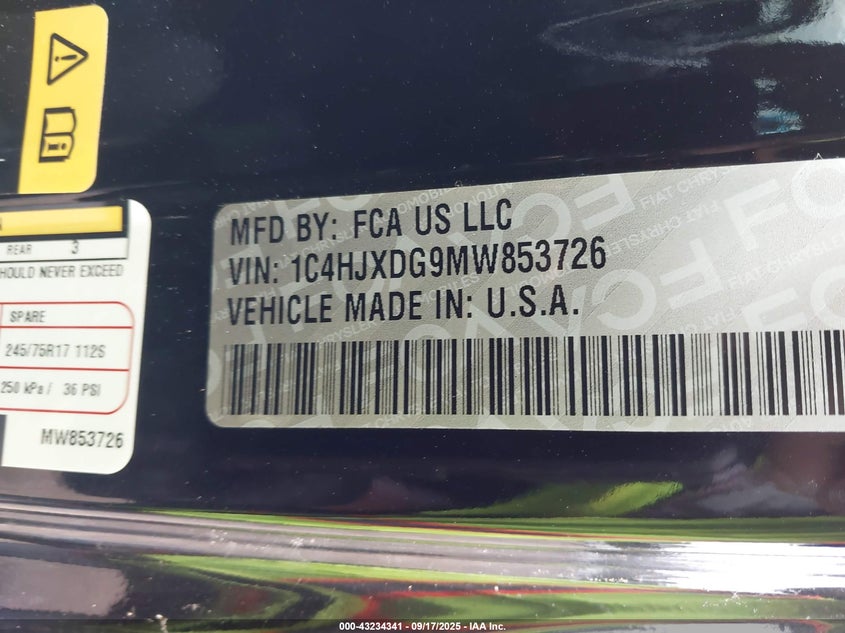 MFD BY: FCA US LLC
VIN: 1C4HJXDG9MW853726
VEHICLE MADE IN: U.S.A.
REAR 3
HOULD NEVER EXCEED
SPARE
245/75R17 112S
250 kPa / 36 PSI
MW853726
000-43234341 - 09/17/2025 - IAA Inc.